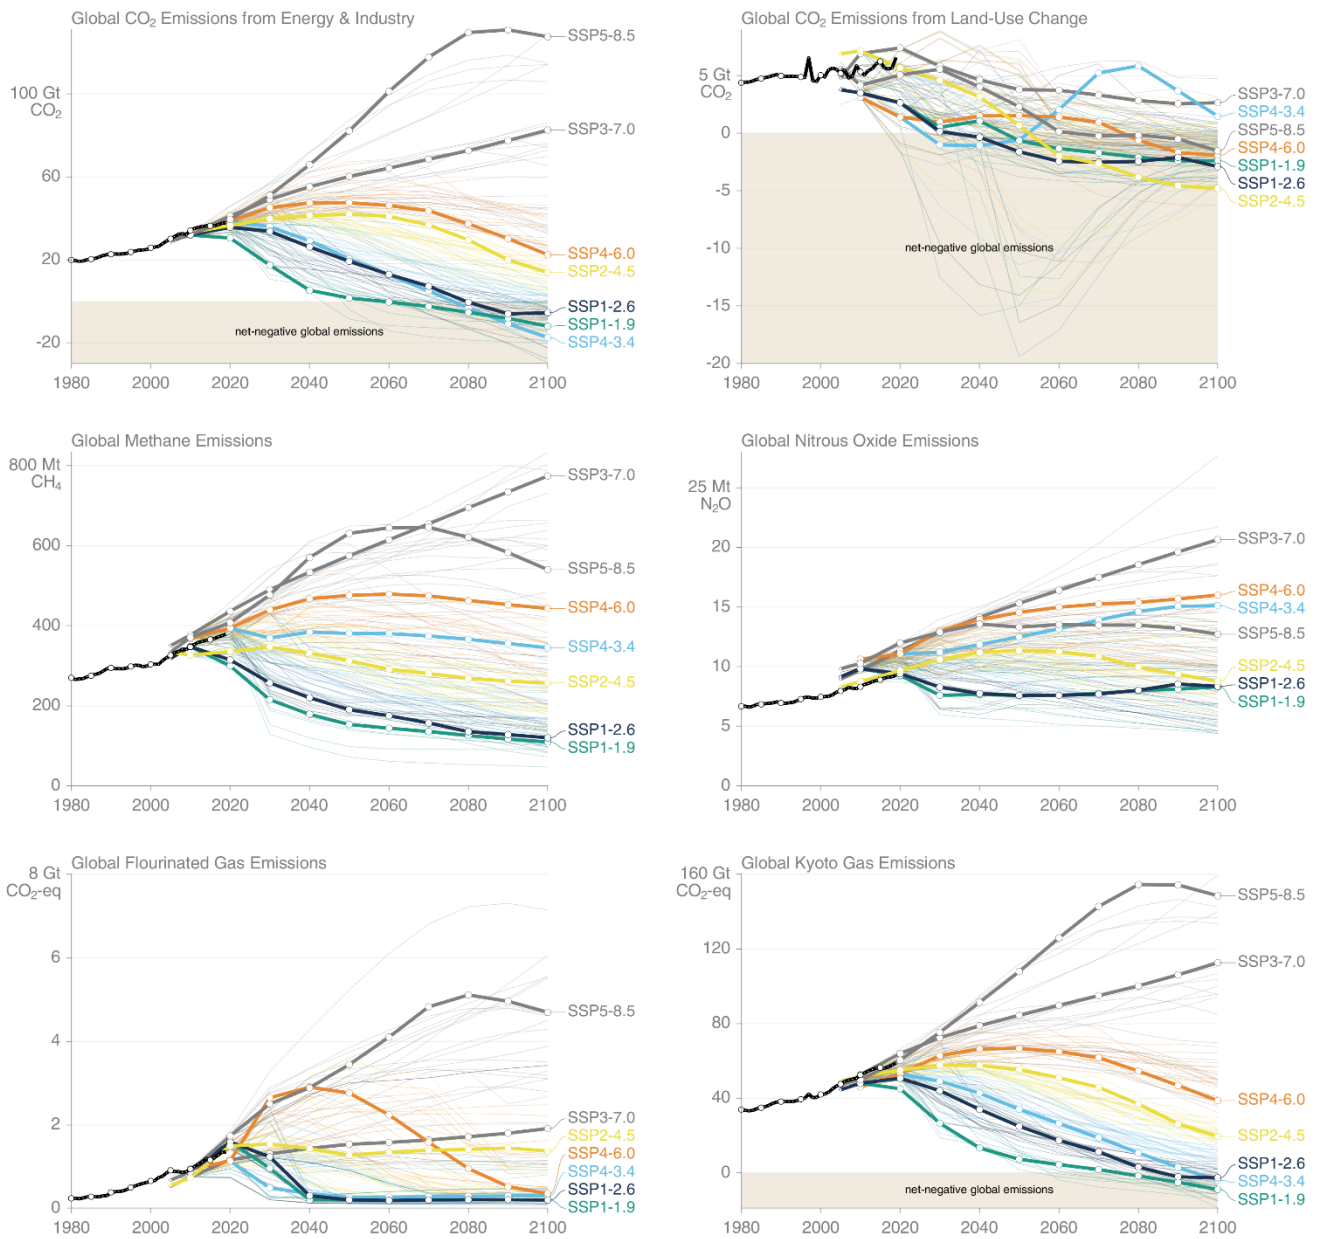 Global CO₂ Emissions from Energy & Industry
100 Gt
CO₂
60
20
-20
net-negative global emissions
SSP5-8.5
SSP3-7.0
SSP4-6.0
SSP2-4.5
SSP1-2.6
SSP1-1.9
SSP4-3.4
1980 2000 2020 2040 2060 2080 2100
Global CO₂ Emissions from Land-Use Change
5 Gt
CO₂
0
-5
-10
-15
-20
net-negative global emissions
SSP3-7.0
SSP4-3.4
SSP5-8.5
SSP4-6.0
SSP1-1.9
SSP1-2.6
SSP2-4.5
1980 2000 2020 2040 2060 2080 2100
Global Methane Emissions
800 Mt
CH₄
600
400
200
0
SSP3-7.0
SSP5-8.5
SSP4-6.0
SSP4-3.4
SSP2-4.5
SSP1-2.6
SSP1-1.9
1980 2000 2020 2040 2060 2080 2100
Global Nitrous Oxide Emissions
25 Mt
N₂O
20
15
10
5
0
SSP3-7.0
SSP4-6.0
SSP4-3.4
SSP5-8.5
SSP2-4.5
SSP1-2.6
SSP1-1.9
1980 2000 2020 2040 2060 2080 2100
Global Flourinated Gas Emissions
8 Gt
CO₂-eq
6
4
2
0
SSP5-8.5
SSP3-7.0
SSP2-4.5
SSP4-6.0
SSP4-3.4
SSP1-2.6
SSP1-1.9
1980 2000 2020 2040 2060 2080 2100
Global Kyoto Gas Emissions
160 Gt
CO₂-eq
120
80
40
0
net-negative global emissions
SSP5-8.5
SSP3-7.0
SSP4-6.0
SSP2-4.5
SSP1-2.6
SSP4-3.4
SSP1-1.9
1980 2000 2020 2040 2060 2080 2100